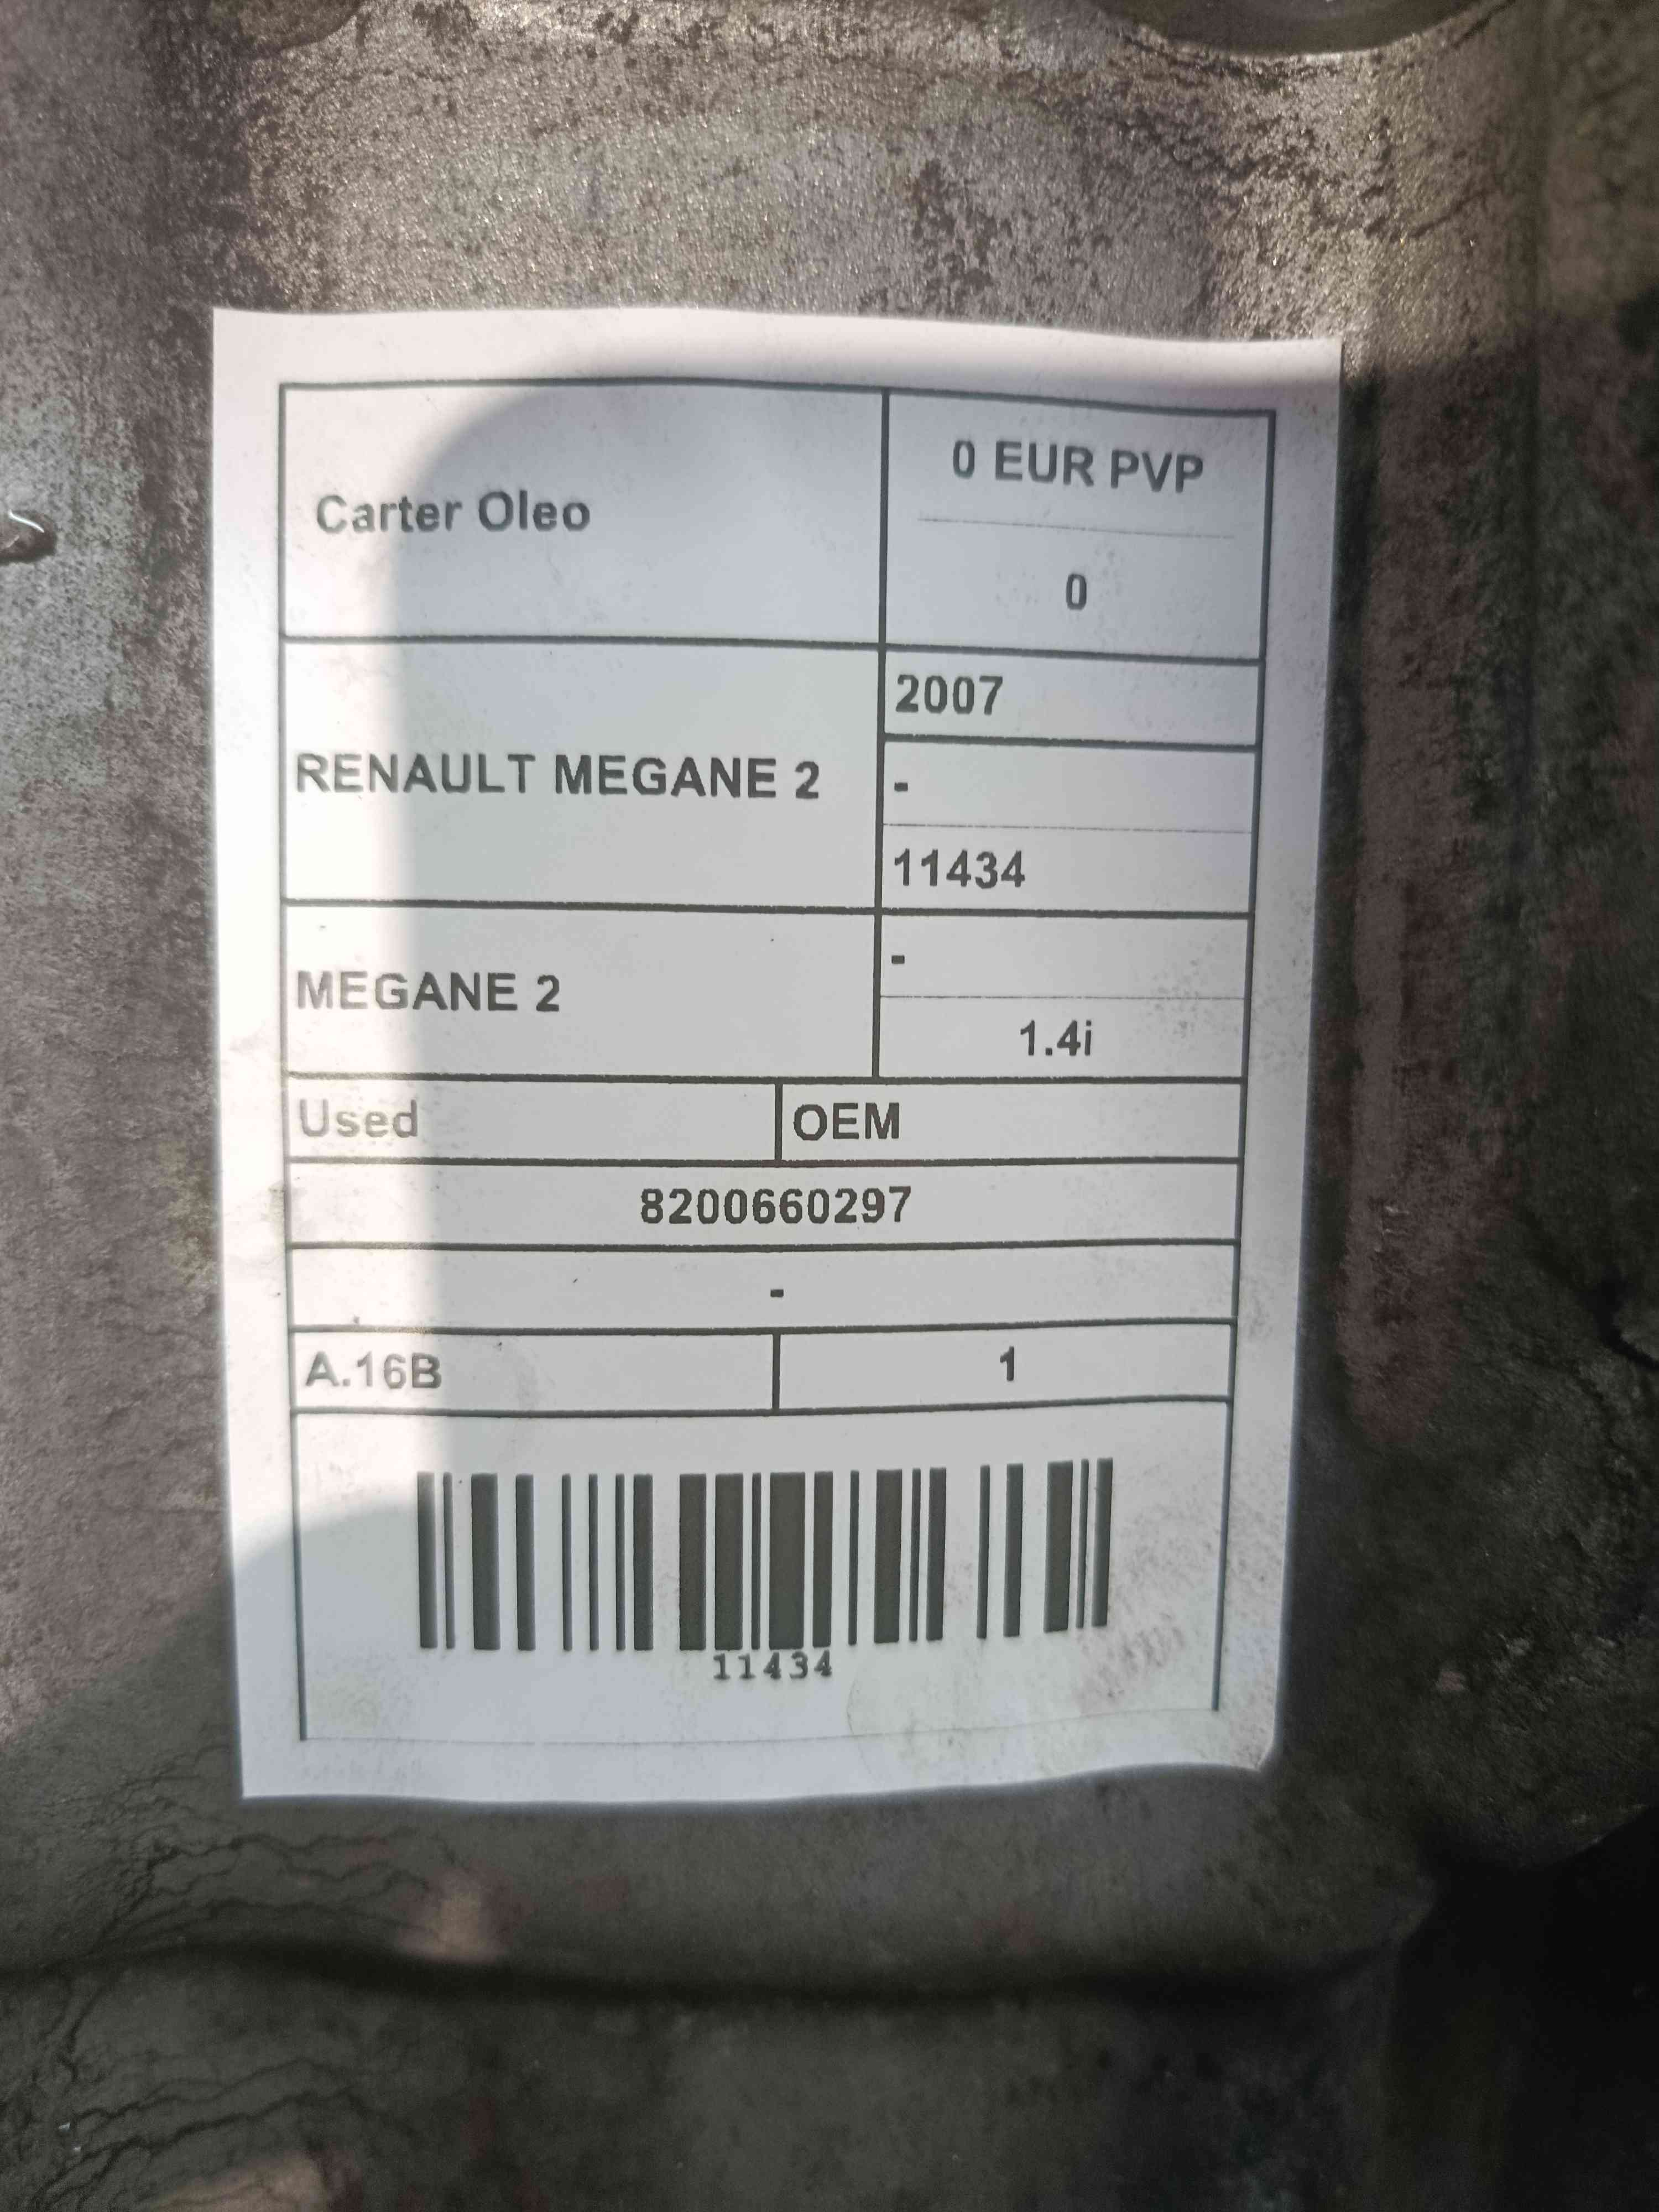 Carter Oleo
0 EUR PVP
0
RENAULT MEGANE 2
2007
-
11434
MEGANE 2
-
1.4i
Used
OEM
8200660297
-
A.16B
1
11434